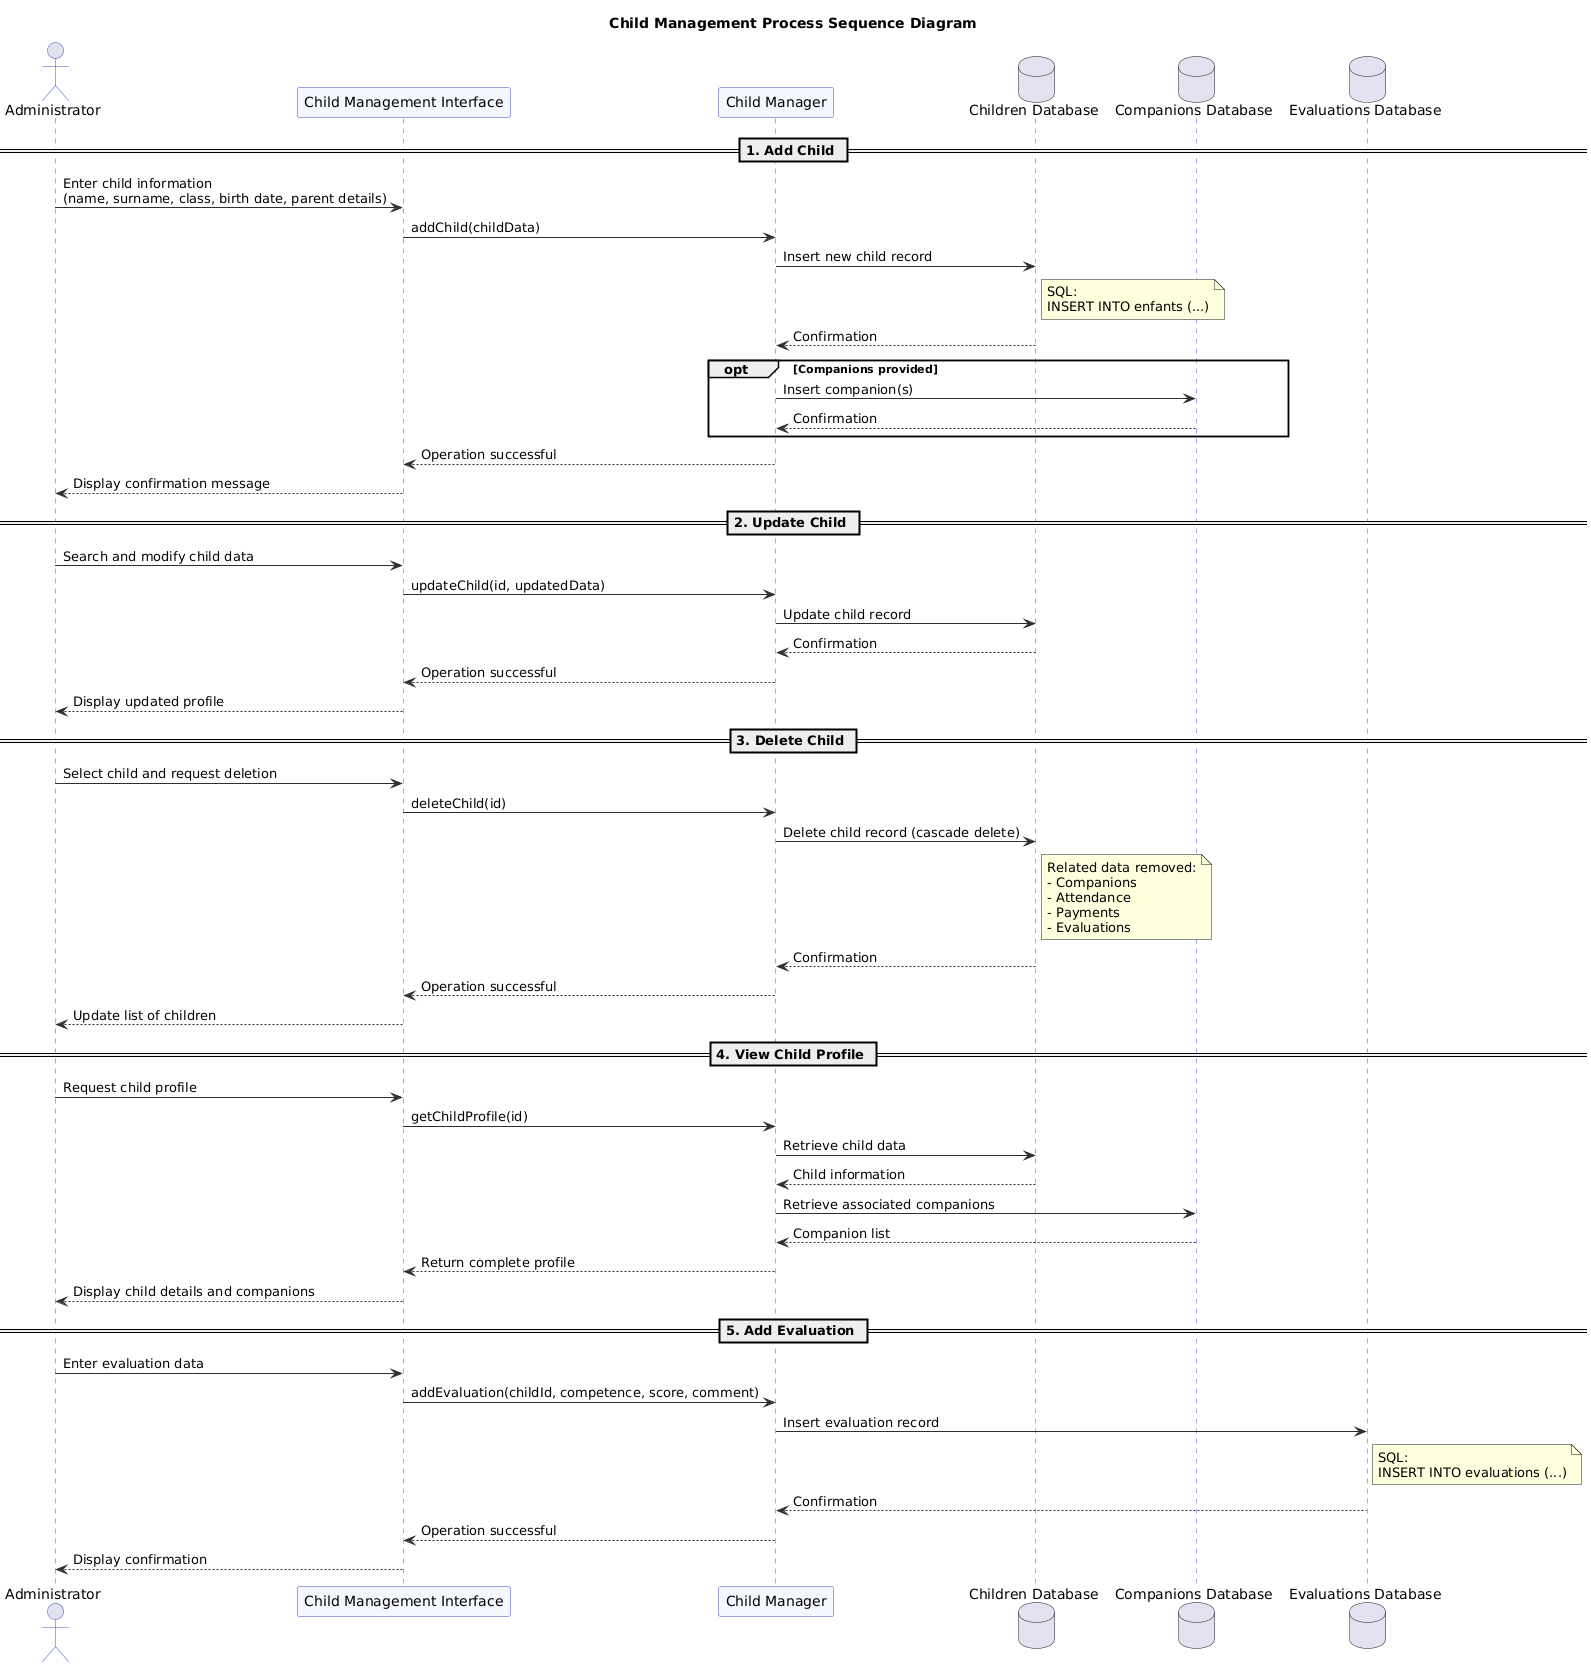 Child Management Process Sequence Diagram
Administrator
Child Management Interface
Child Manager
Children Database
Companions Database
Evaluations Database
1. Add Child
Enter child information
(name, surname, class, birth date, parent details)
addChild(childData)
Insert new child record
SQL:
INSERT INTO enfants (...)
Confirmation
opt
[Companions provided]
Insert companion(s)
Confirmation
Operation successful
Display confirmation message
2. Update Child
Search and modify child data
updateChild(id, updatedData)
Update child record
Confirmation
Operation successful
Display updated profile
3. Delete Child
Select child and request deletion
deleteChild(id)
Delete child record (cascade delete)
Related data removed:
- Companions
- Attendance
- Payments
- Evaluations
Confirmation
Operation successful
Update list of children
4. View Child Profile
Request child profile
getChildProfile(id)
Retrieve child data
Child information
Retrieve associated companions
Companion list
Return complete profile
Display child details and companions
5. Add Evaluation
Enter evaluation data
addEvaluation(childId, competence, score, comment)
Insert evaluation record
SQL:
INSERT INTO evaluations (...)
Confirmation
Operation successful
Display confirmation
Administrator
Child Management Interface
Child Manager
Children Database
Companions Database
Evaluations Database